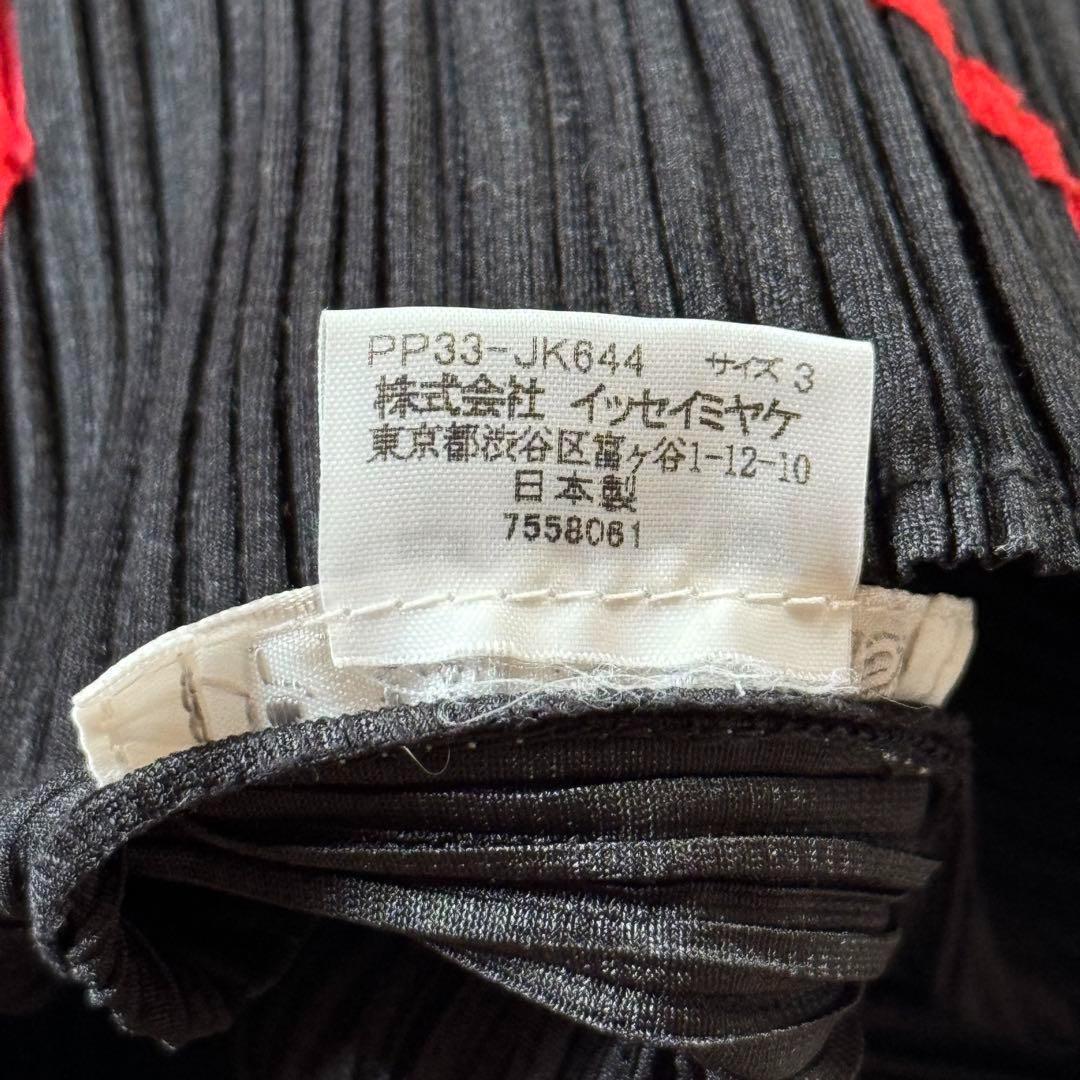 PP33-JK644 サイズ 3
株式会社 イッセイミヤケ
東京都渋谷区富ヶ谷1-12-10
日本製
7558061